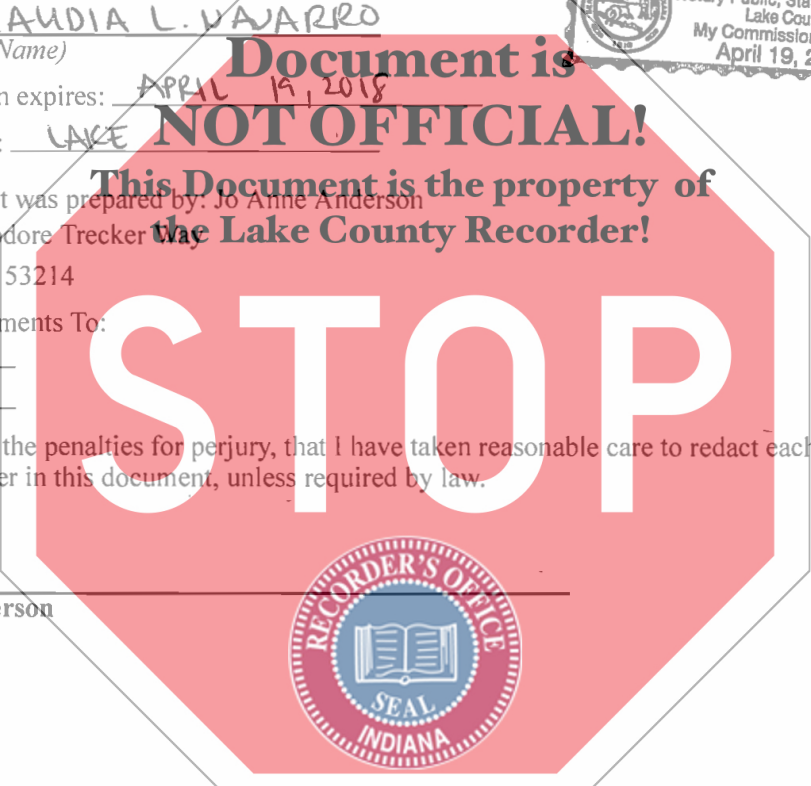 AUDIA L. NAVARRO
Name)
Lake Cou
My Commission
April 19, 2
Document is
n expires: APRIL 19, 2018
: LAKE
NOT OFFICIAL!
This Document is the property of
t was prepared by: Jo Anne Anderson
the Lake County Recorder!
dore Trecker Way
53214
ments To:
STOP
the penalties for perjury, that I have taken reasonable care to redact each
er in this document, unless required by law.
erson
RECORDER'S OFFICE
SEAL
INDIANA